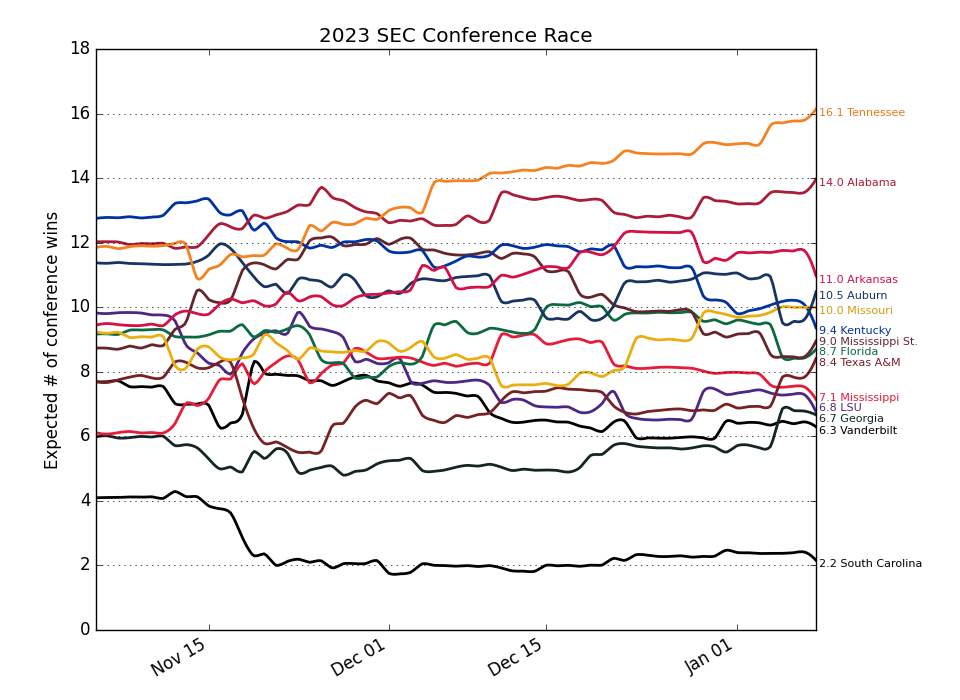 2023 SEC Conference Race
Expected # of conference wins
18
16
14
12
10
8
6
4
2
0
Nov 15
Dec 01
Dec 15
Jan 01
16.1 Tennessee
14.0 Alabama
11.0 Arkansas
10.5 Auburn
10.0 Missouri
9.4 Kentucky
9.0 Mississippi St.
8.7 Florida
8.4 Texas A&M
7.1 Mississippi
6.8 LSU
6.7 Georgia
6.3 Vanderbilt
2.2 South Carolina